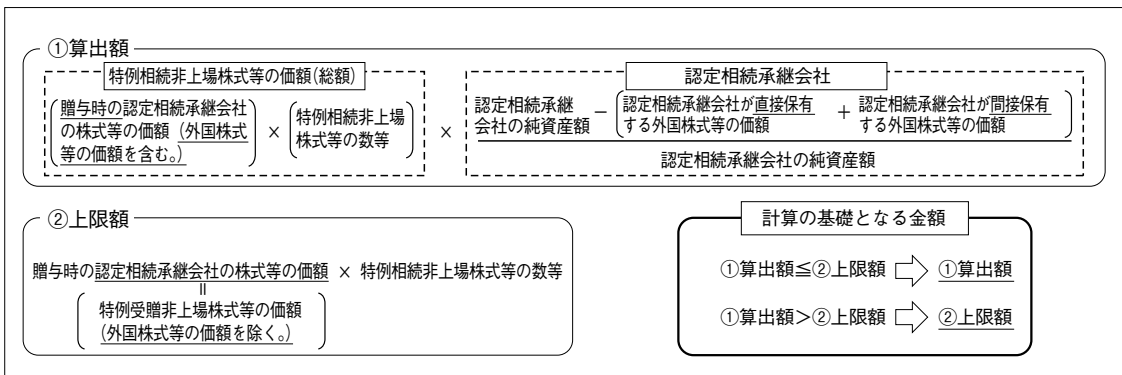 ①算出額
特例相続非上場株式等の価額(総額)
贈与時の認定相続承継会社
の株式等の価額(外国株式
等の価額を含む。)
×
特例相続非上場
株式等の数等
×
認定相続承継会社
認定相続承継
会社の純資産額
−
認定相続承継会社が直接保有
する外国株式等の価額
+
認定相続承継会社が間接保有
する外国株式等の価額
認定相続承継会社の純資産額
②上限額
贈与時の認定相続承継会社の株式等の価額 × 特例相続非上場株式等の数等
=
特例受贈非上場株式等の価額
(外国株式等の価額を除く。)
計算の基礎となる金額
①算出額≦②上限額 ①算出額
①算出額>②上限額 ②上限額